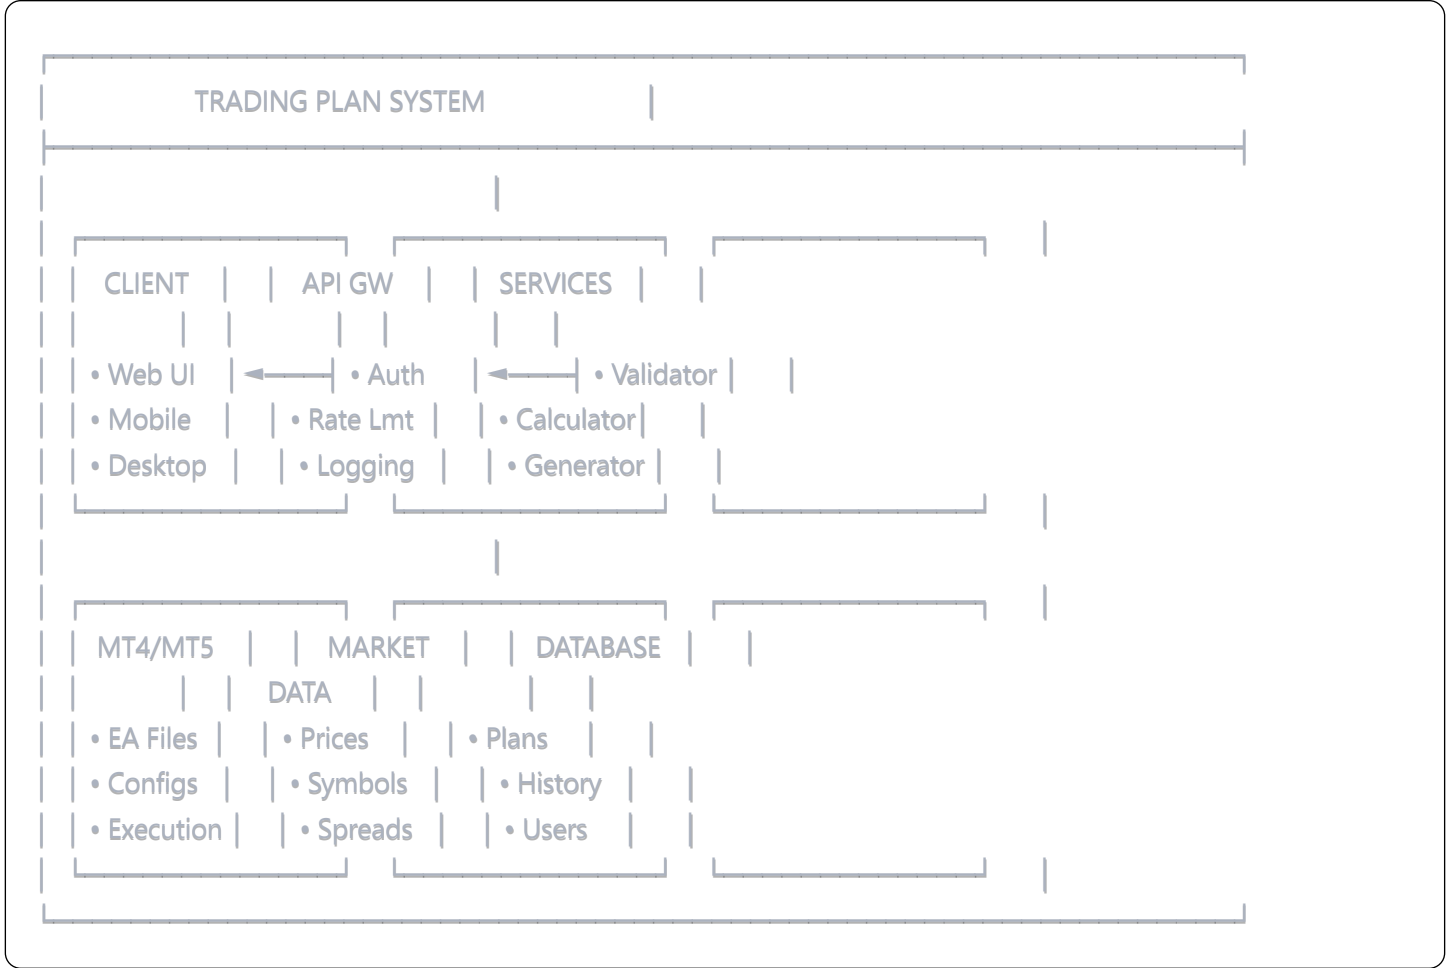 TRADING PLAN SYSTEM
CLIENT API GW SERVICES
• Web UI • Auth • Validator
• Mobile • Rate Lmt • Calculator
• Desktop • Logging • Generator
MT4/MT5 MARKET DATABASE
DATA
• EA Files • Prices • Plans
• Configs • Symbols • History
• Execution • Spreads • Users